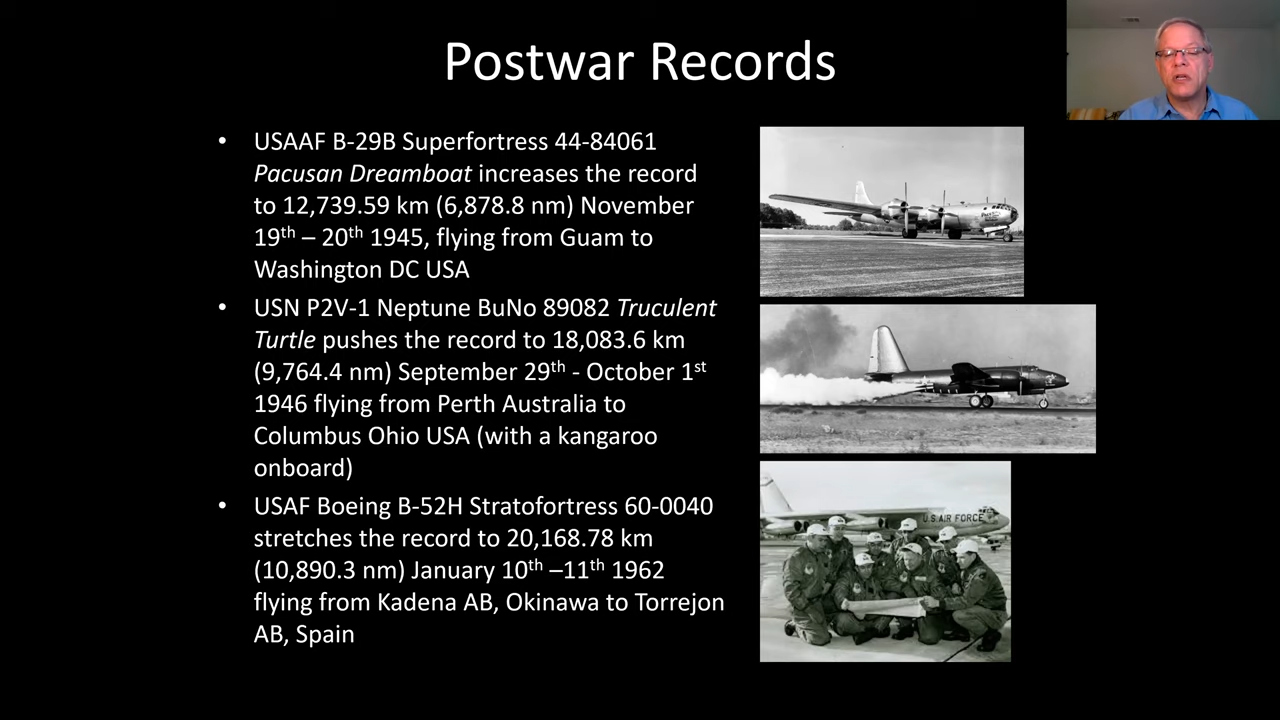 Postwar Records
• USAAF B-29B Superfortress 44-84061
Pacusan Dreamboat increases the record
to 12,739.59 km (6,878.8 nm) November
19th – 20th 1945, flying from Guam to
Washington DC USA
• USN P2V-1 Neptune BuNo 89082 Truculent
Turtle pushes the record to 18,083.6 km
(9,764.4 nm) September 29th - October 1st
1946 flying from Perth Australia to
Columbus Ohio USA (with a kangaroo
onboard)
• USAF Boeing B-52H Stratofortress 60-0040
stretches the record to 20,168.78 km
(10,890.3 nm) January 10th –11th 1962
flying from Kadena AB, Okinawa to Torrejon
AB, Spain
U.S. AIR FORCE